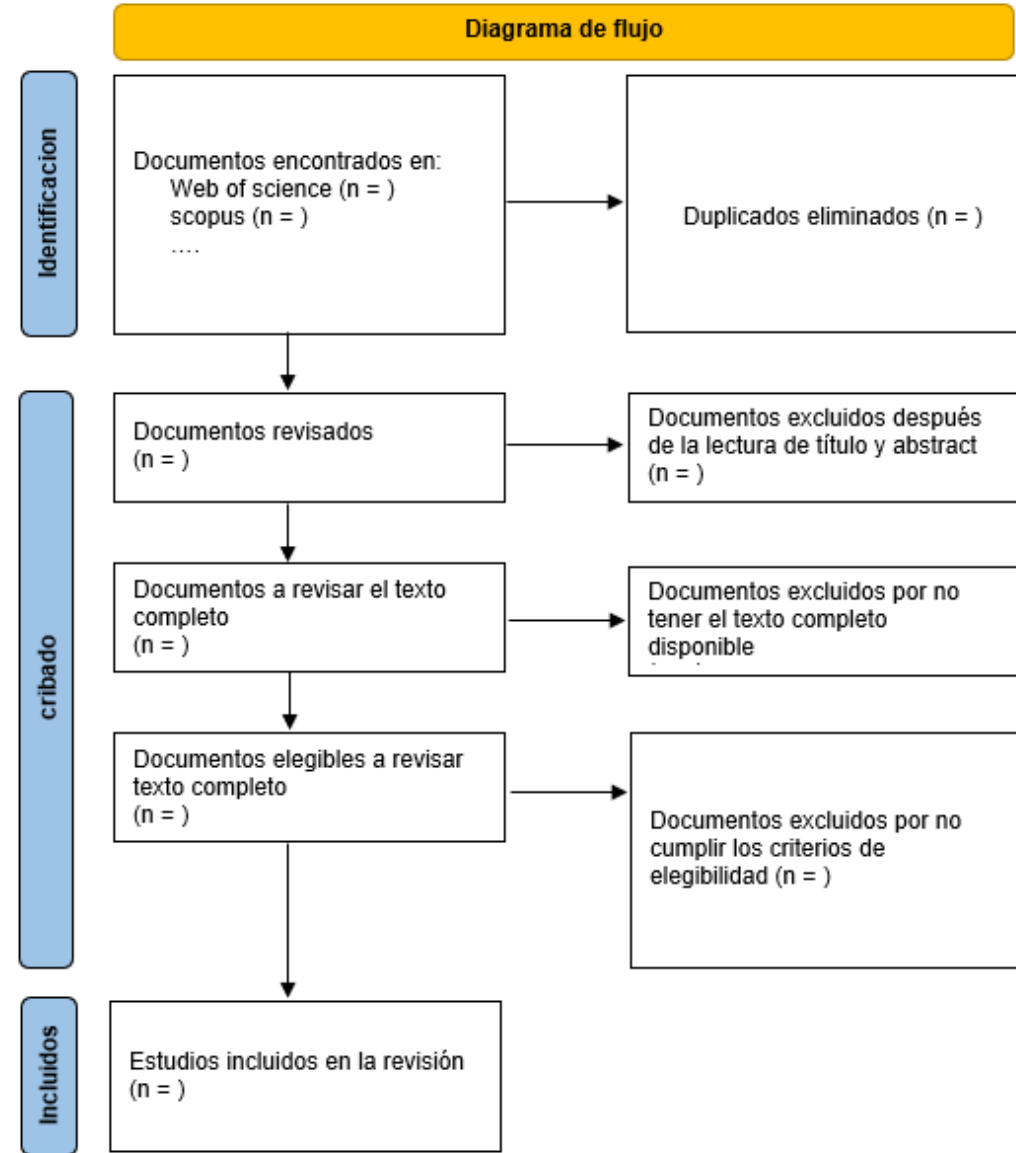 Diagrama de flujo
Identificacion
Documentos encontrados en:
Web of science (n = )
scopus (n = )
....
Duplicados eliminados (n = )
cribado
Documentos revisados
(n = )
Documentos excluidos después
de la lectura de título y abstract
(n = )
Documentos a revisar el texto
completo
(n = )
Documentos excluidos por no
tener el texto completo
disponible
Documentos elegibles a revisar
texto completo
(n = )
Documentos excluidos por no
cumplir los criterios de
elegibilidad (n = )
Incluidos
Estudios incluidos en la revisión
(n = )